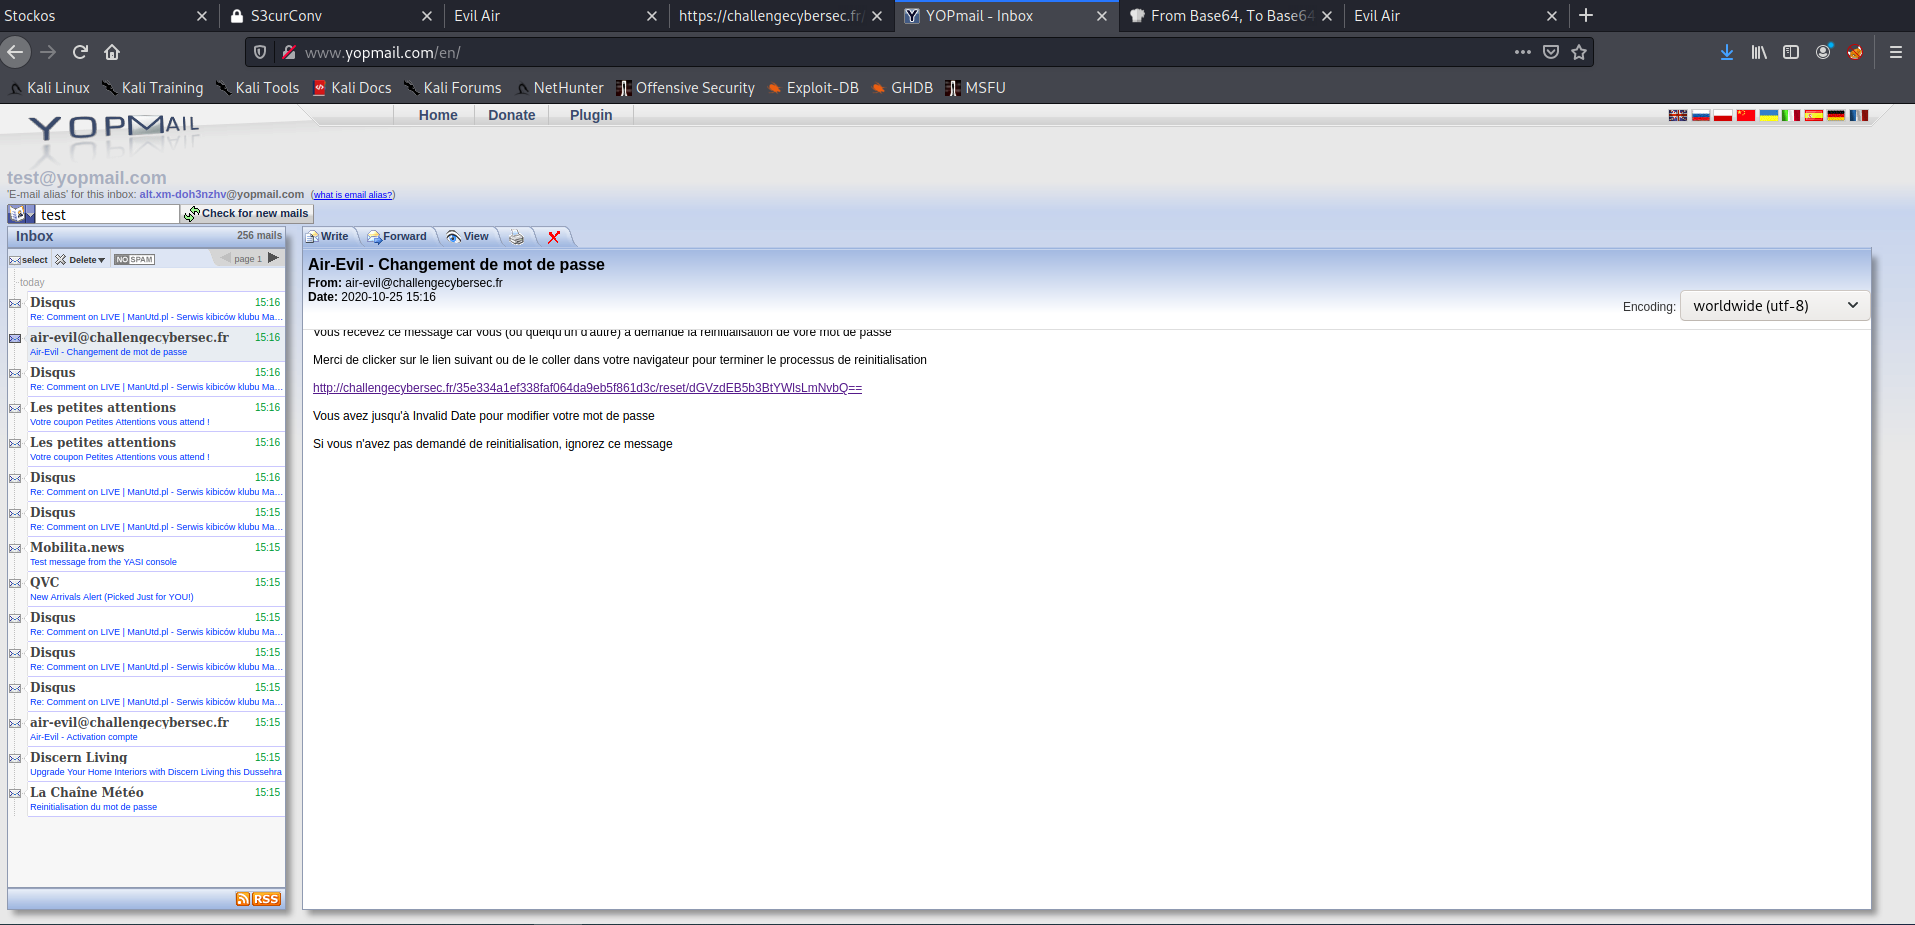 Stockos
S3curConv
Evil Air
https://challengecybersec.fr/
YOPmail - Inbox
From Base64, To Base64
Evil Air
www.yopmail.com/en/
Kali Linux
Kali Training
Kali Tools
Kali Docs
Kali Forums
NetHunter
Offensive Security
Exploit-DB
GHDB
MSFU
YOPMAIL
Home
Donate
Plugin
test@yopmail.com
'E-mail alias' for this inbox: alt.xm-doh3nzhv@yopmail.com (what is email alias?)
test
Check for new mails
Inbox
256 mails
select
Delete
NO SPAM
page 1
today
Disqus 15:16
Re: Comment on LIVE | ManUtd.pl - Serwis kibiców klubu Ma...
air-evil@challengecybersec.fr 15:16
Air-Evil - Changement de mot de passe
Disqus 15:16
Re: Comment on LIVE | ManUtd.pl - Serwis kibiców klubu Ma...
Les petites attentions 15:16
Votre coupon Petites Attentions vous attend !
Les petites attentions 15:16
Votre coupon Petites Attentions vous attend !
Disqus 15:16
Re: Comment on LIVE | ManUtd.pl - Serwis kibiców klubu Ma...
Disqus 15:15
Re: Comment on LIVE | ManUtd.pl - Serwis kibiców klubu Ma...
Mobilita.news 15:15
Test message from the YASI console
QVC 15:15
New Arrivals Alert (Picked Just for YOU!)
Disqus 15:15
Re: Comment on LIVE | ManUtd.pl - Serwis kibiców klubu Ma...
Disqus 15:15
Re: Comment on LIVE | ManUtd.pl - Serwis kibiców klubu Ma...
Disqus 15:15
Re: Comment on LIVE | ManUtd.pl - Serwis kibiców klubu Ma...
air-evil@challengecybersec.fr 15:15
Air-Evil - Activation compte
Discern Living 15:15
Upgrade Your Home Interiors with Discern Living this Dussehra
La Chaîne Météo 15:15
Reinitialisation du mot de passe
RSS
Write
Forward
View
Air-Evil - Changement de mot de passe
From: air-evil@challengecybersec.fr
Date: 2020-10-25 15:16
Encoding: worldwide (utf-8)
Vous recevez ce message car vous (ou quelqu'un d'autre) a demandé la reinitialisation de vore mot de passe
Merci de clicker sur le lien suivant ou de le coller dans votre navigateur pour terminer le processus de reinitialisation
http://challengecybersec.fr/35e334a1ef338faf064da9eb5f861d3c/reset/dGVzdEB5b3BtYWlsLmNvbQ==
Vous avez jusqu'à Invalid Date pour modifier votre mot de passe
Si vous n'avez pas demandé de reinitialisation, ignorez ce message